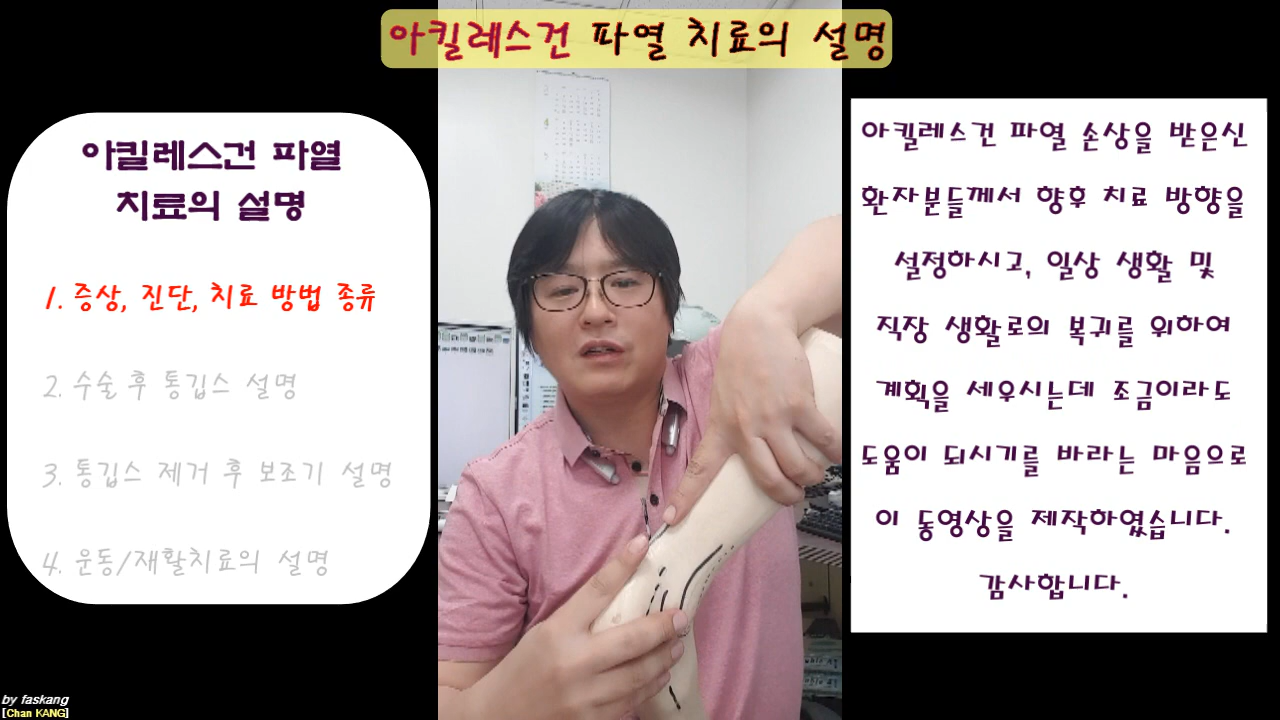 아킬레스건 파열 치료의 설명
아킬레스건 파열
치료의 설명
1. 증상, 진단, 치료 방법 종류
2. 수술 후 통깁스 설명
3. 통깁스 제거 후 보조기 설명
4. 운동/재활치료의 설명
아킬레스건 파열 손상을 받은신
환자분들께서 향후 치료 방향을
설정하시고, 일상 생활 및
직장 생활로의 복귀를 위하여
계획을 세우시는데 조금이라도
도움이 되시기를 바라는 마음으로
이 동영상을 제작하였습니다.
감사합니다.
by faskang
[Chan KANG]